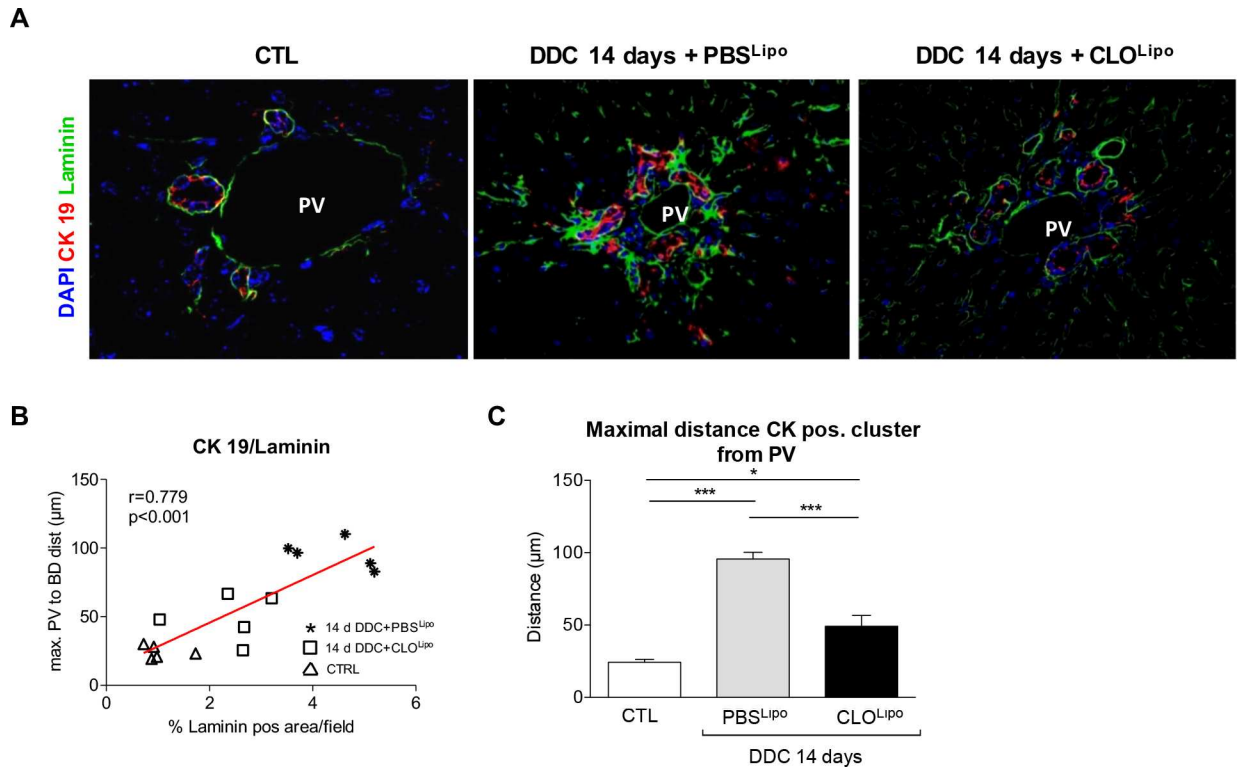 A
CTL
DDC 14 days + PBSLipo
DDC 14 days + CLOLipo
DAPI CK 19 Laminin
PV
PV
PV
B
CK 19/Laminin
150
100
50
0
r=0.779
p<0.001
max. PV to BD dist (µm)
14 d DDC+PBSLipo
14 d DDC+CLOLipo
CTRL
0 2 4 6
% Laminin pos area/field
C
Maximal distance CK pos. cluster
from PV
150
100
50
0
Distance (µm)
*
***
***
CTL
PBSLipo
CLOLipo
DDC 14 days